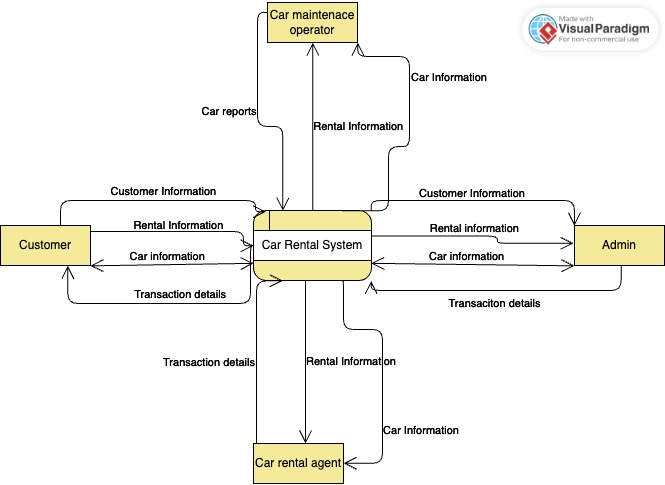 Car maintenace
operator
Made with
VisualParadigm
For non-commercial use
Car Information
Car reports
Rental Information
Customer Information
Customer Information
Rental Information
Rental information
Customer
Car Rental System
Admin
Car information
Car information
Transaction details
Transaciton details
Transaction details
Rental Information
Car Information
Car rental agent